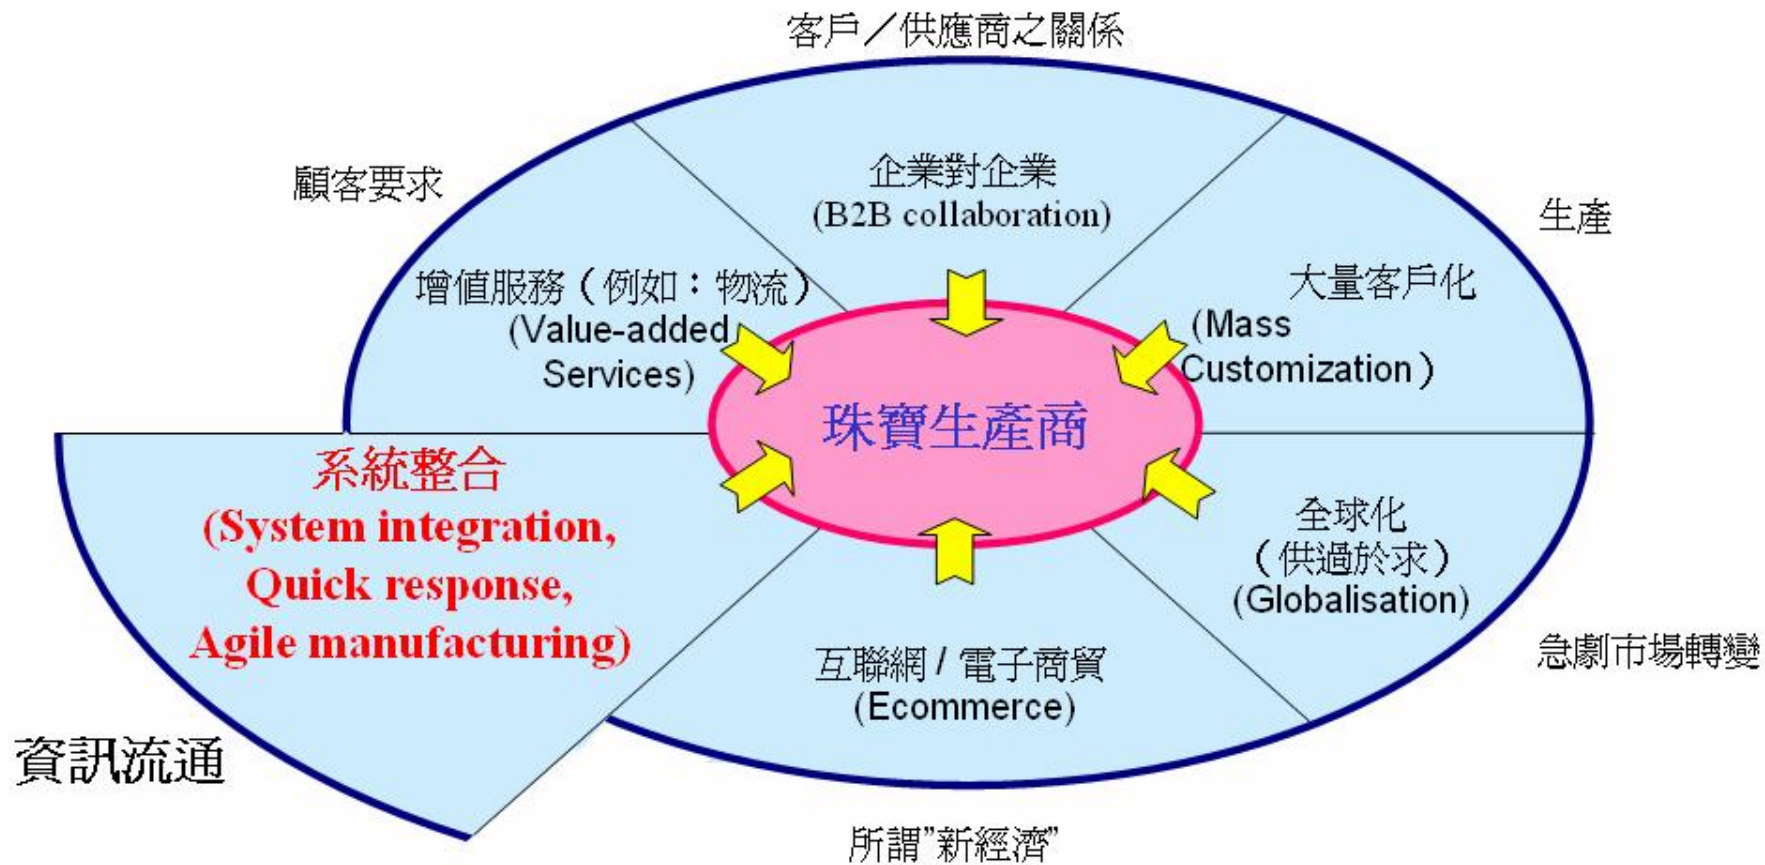 客戶／供應商之關係
顧客要求
企業對企業
(B2B collaboration)
生產
增值服務（例如：物流）
(Value-added
Services)
大量客戶化
(Mass
Customization）
珠寶生產商
系統整合
(System integration,
Quick response,
Agile manufacturing)
全球化
（供過於求）
(Globalisation)
互聯網 / 電子商貿
(Ecommerce)
急劇市場轉變
資訊流通
所謂”新經濟”